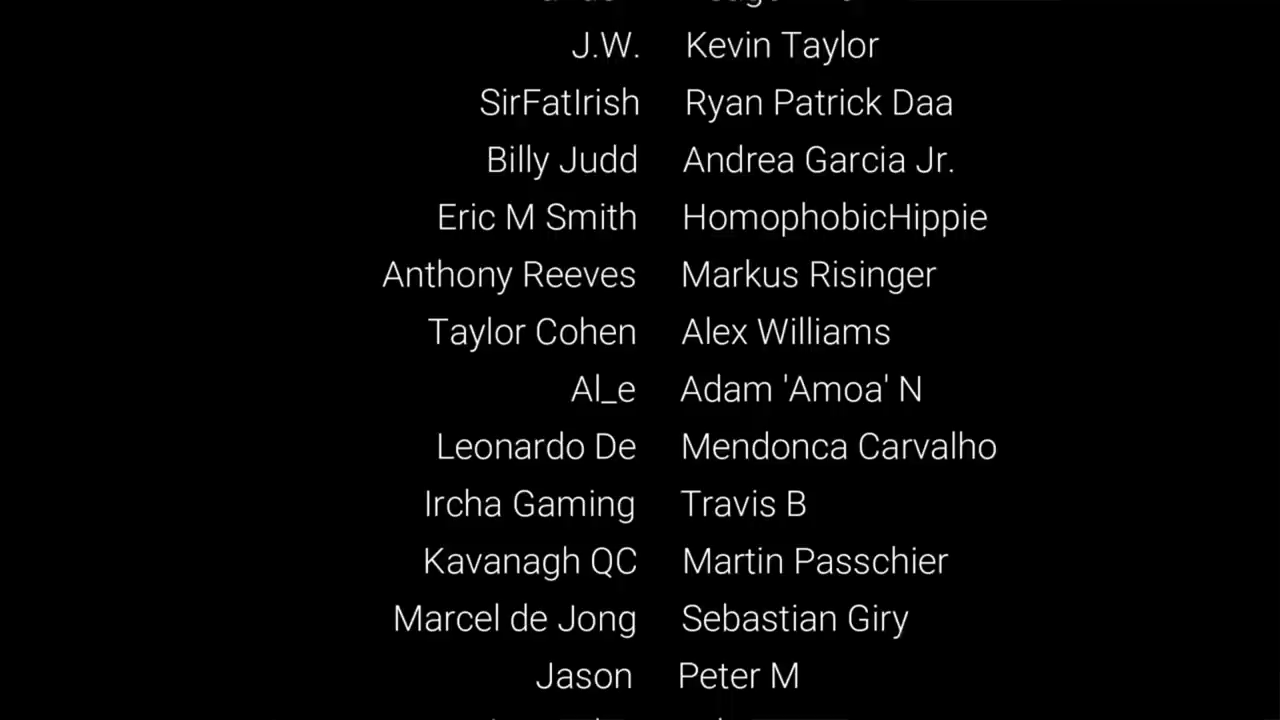 J.W. Kevin Taylor
SirFatIrish Ryan Patrick Daa
Billy Judd Andrea Garcia Jr.
Eric M Smith HomophobicHippie
Anthony Reeves Markus Risinger
Taylor Cohen Alex Williams
Al_e Adam 'Amoa' N
Leonardo De Mendonca Carvalho
Ircha Gaming Travis B
Kavanagh QC Martin Passchier
Marcel de Jong Sebastian Giry
Jason Peter M